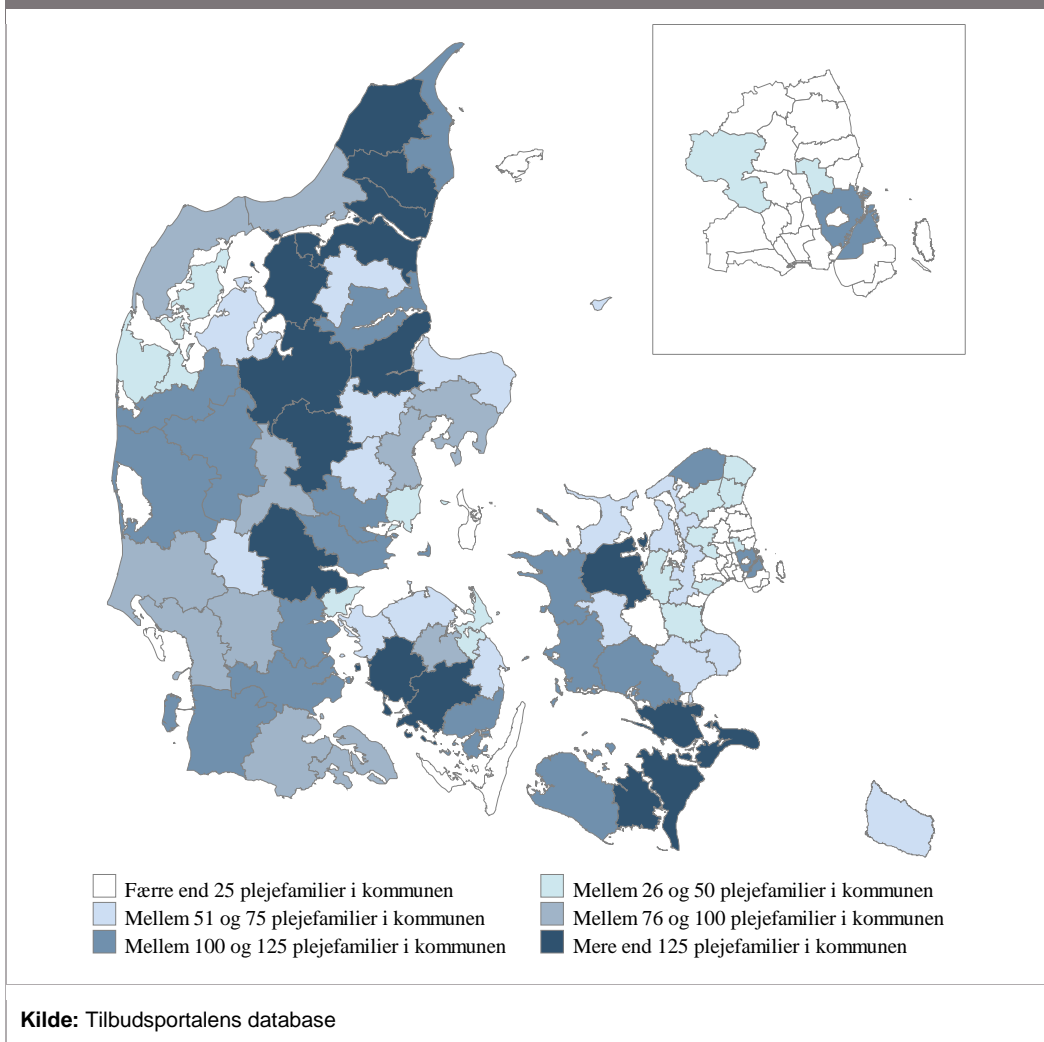 Færre end 25 plejefamilier i kommunen
Mellem 26 og 50 plejefamilier i kommunen
Mellem 51 og 75 plejefamilier i kommunen
Mellem 76 og 100 plejefamilier i kommunen
Mellem 100 og 125 plejefamilier i kommunen
Mere end 125 plejefamilier i kommunen
Kilde: Tilbudsportalens database